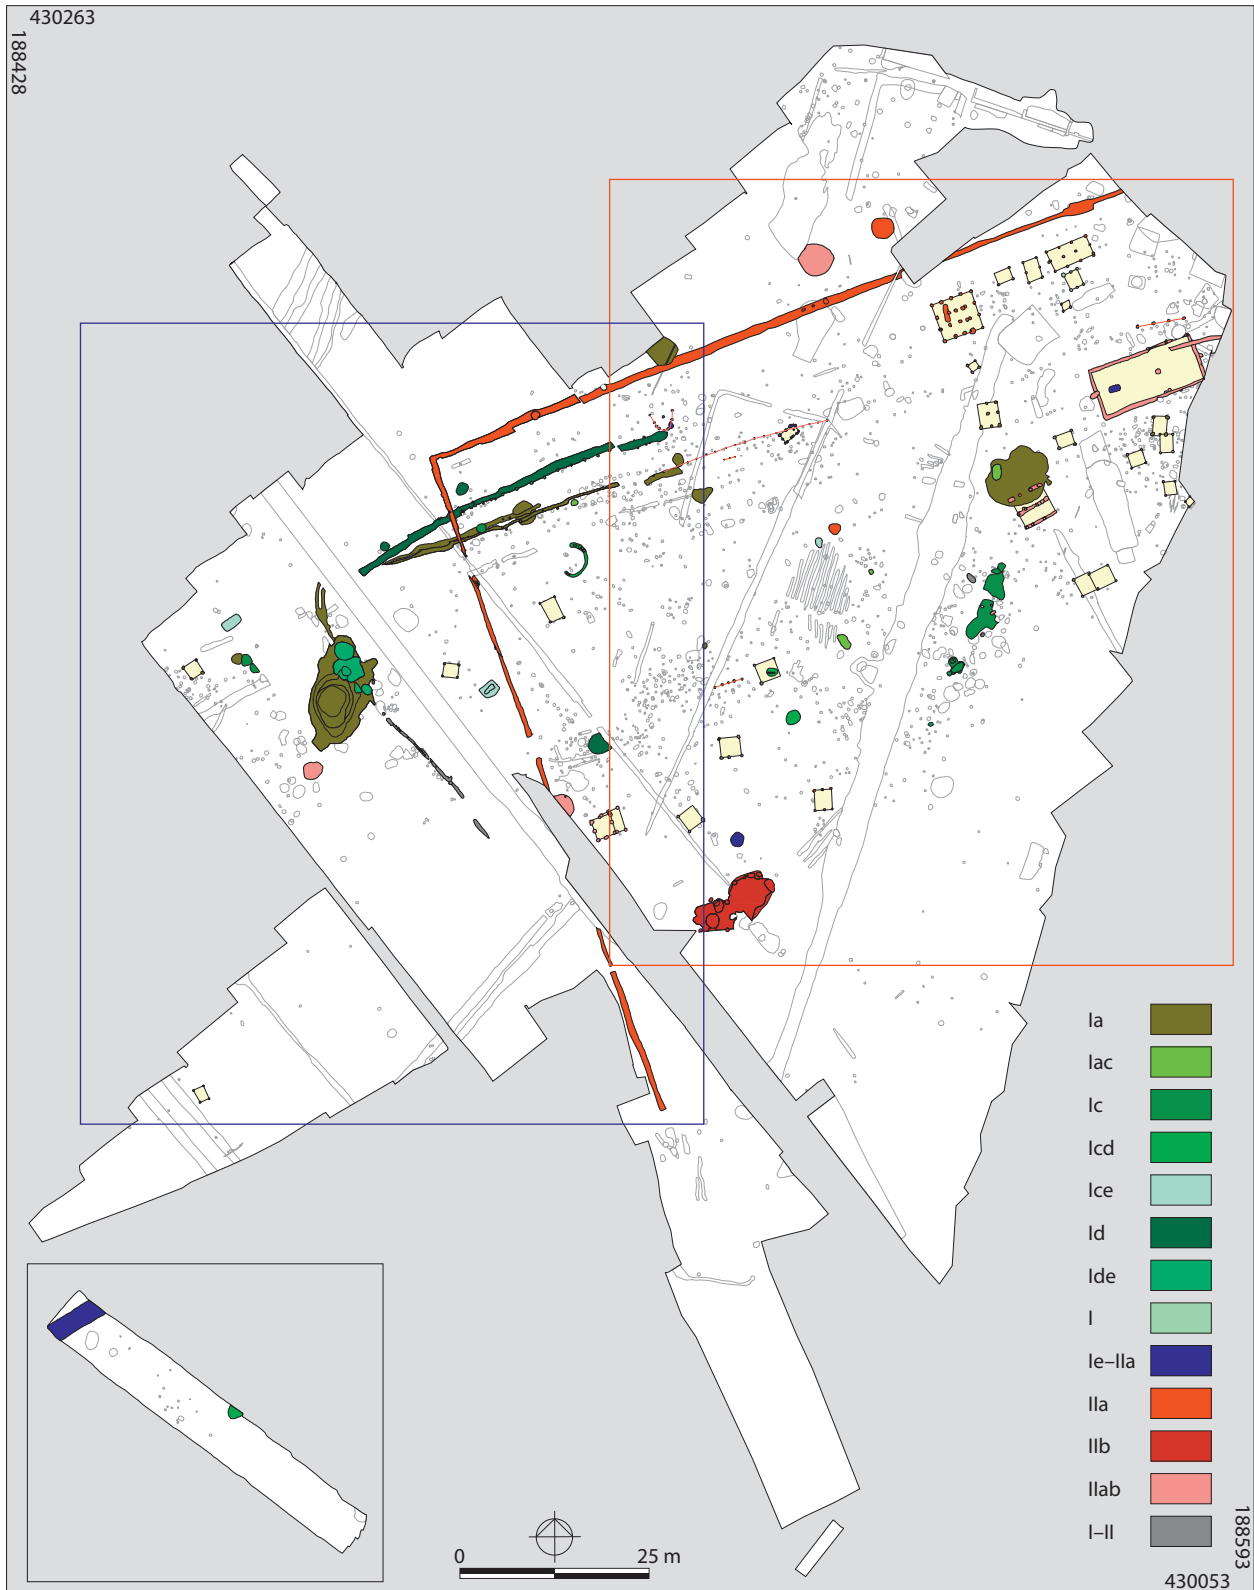 430263
188428
Ia
Iac
Ic
Icd
Ice
Id
Ide
I
Ie–IIa
IIa
IIb
IIab
I–II
0 25 m
188593
430053